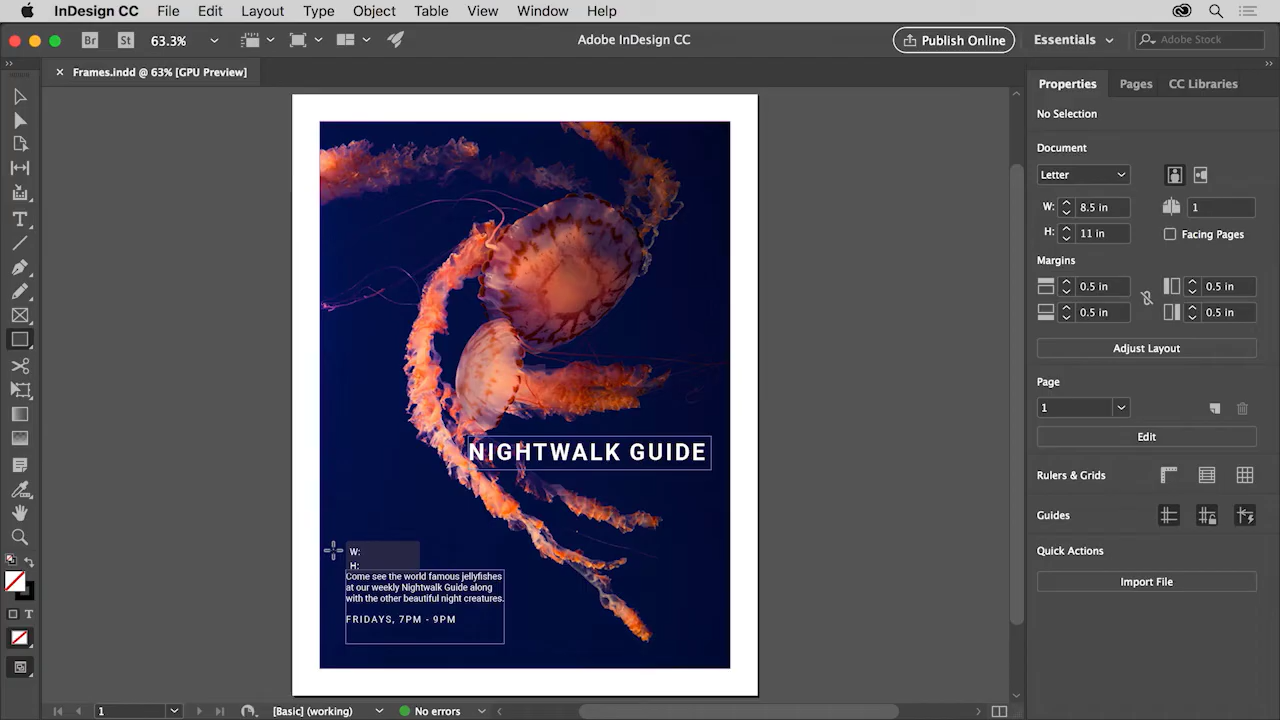 InDesign CC File Edit Layout Type Object Table View Window Help
Br St 63.3% Adobe InDesign CC Publish Online Essentials Adobe Stock
× Frames.indd @ 63% [GPU Preview]
Properties Pages CC Libraries
No Selection
Document
Letter
W: 8.5 in 1
H: 11 in Facing Pages
Margins
0.5 in 0.5 in
0.5 in 0.5 in
Adjust Layout
Page
1
Edit
Rulers & Grids
Guides
Quick Actions
Import File
NIGHTWALK GUIDE
W:
H:
Come see the world famous jellyfishes
at our weekly Nightwalk Guide along
with the other beautiful night creatures.
FRIDAYS, 7PM - 9PM
1 [Basic] (working) No errors